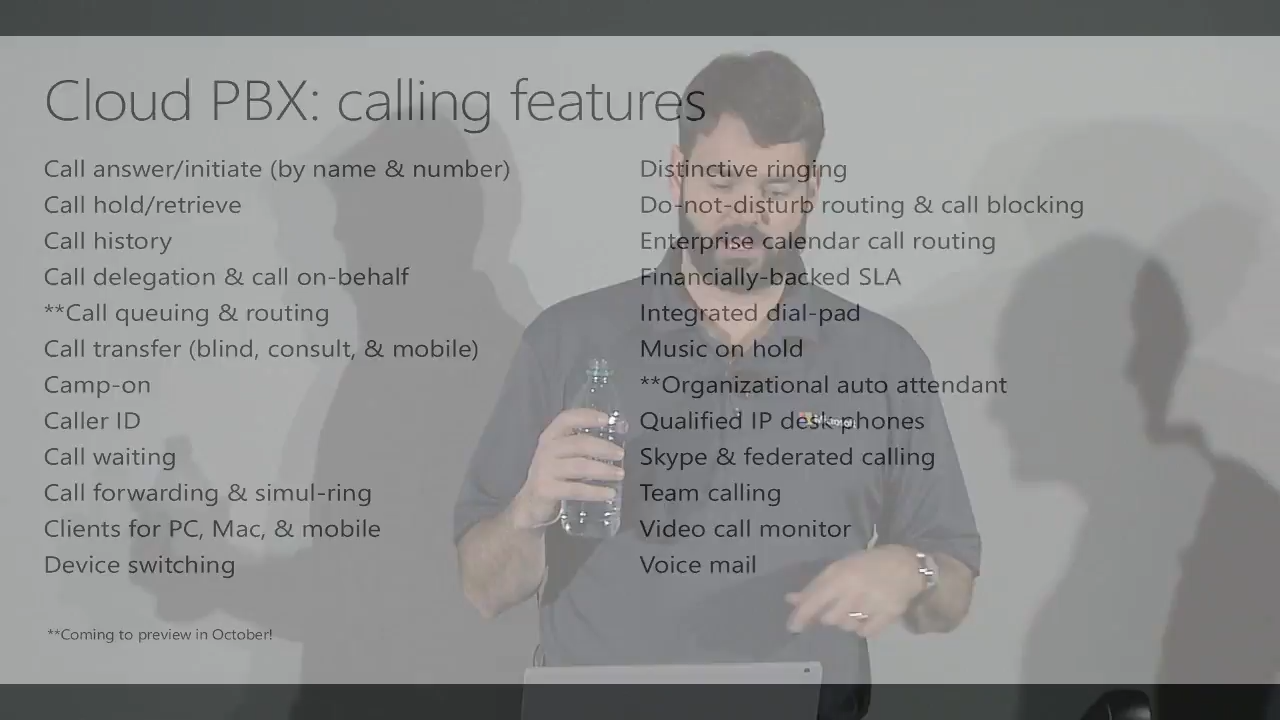 Cloud PBX: calling features
Call answer/initiate (by name & number)
Call hold/retrieve
Call history
Call delegation & call on-behalf
**Call queuing & routing
Call transfer (blind, consult, & mobile)
Camp-on
Caller ID
Call waiting
Call forwarding & simul-ring
Clients for PC, Mac, & mobile
Device switching
Distinctive ringing
Do-not-disturb routing & call blocking
Enterprise calendar call routing
Financially-backed SLA
Integrated dial-pad
Music on hold
**Organizational auto attendant
Qualified IP desk phones
Skype & federated calling
Team calling
Video call monitor
Voice mail
**Coming to preview in October!
Microsoft